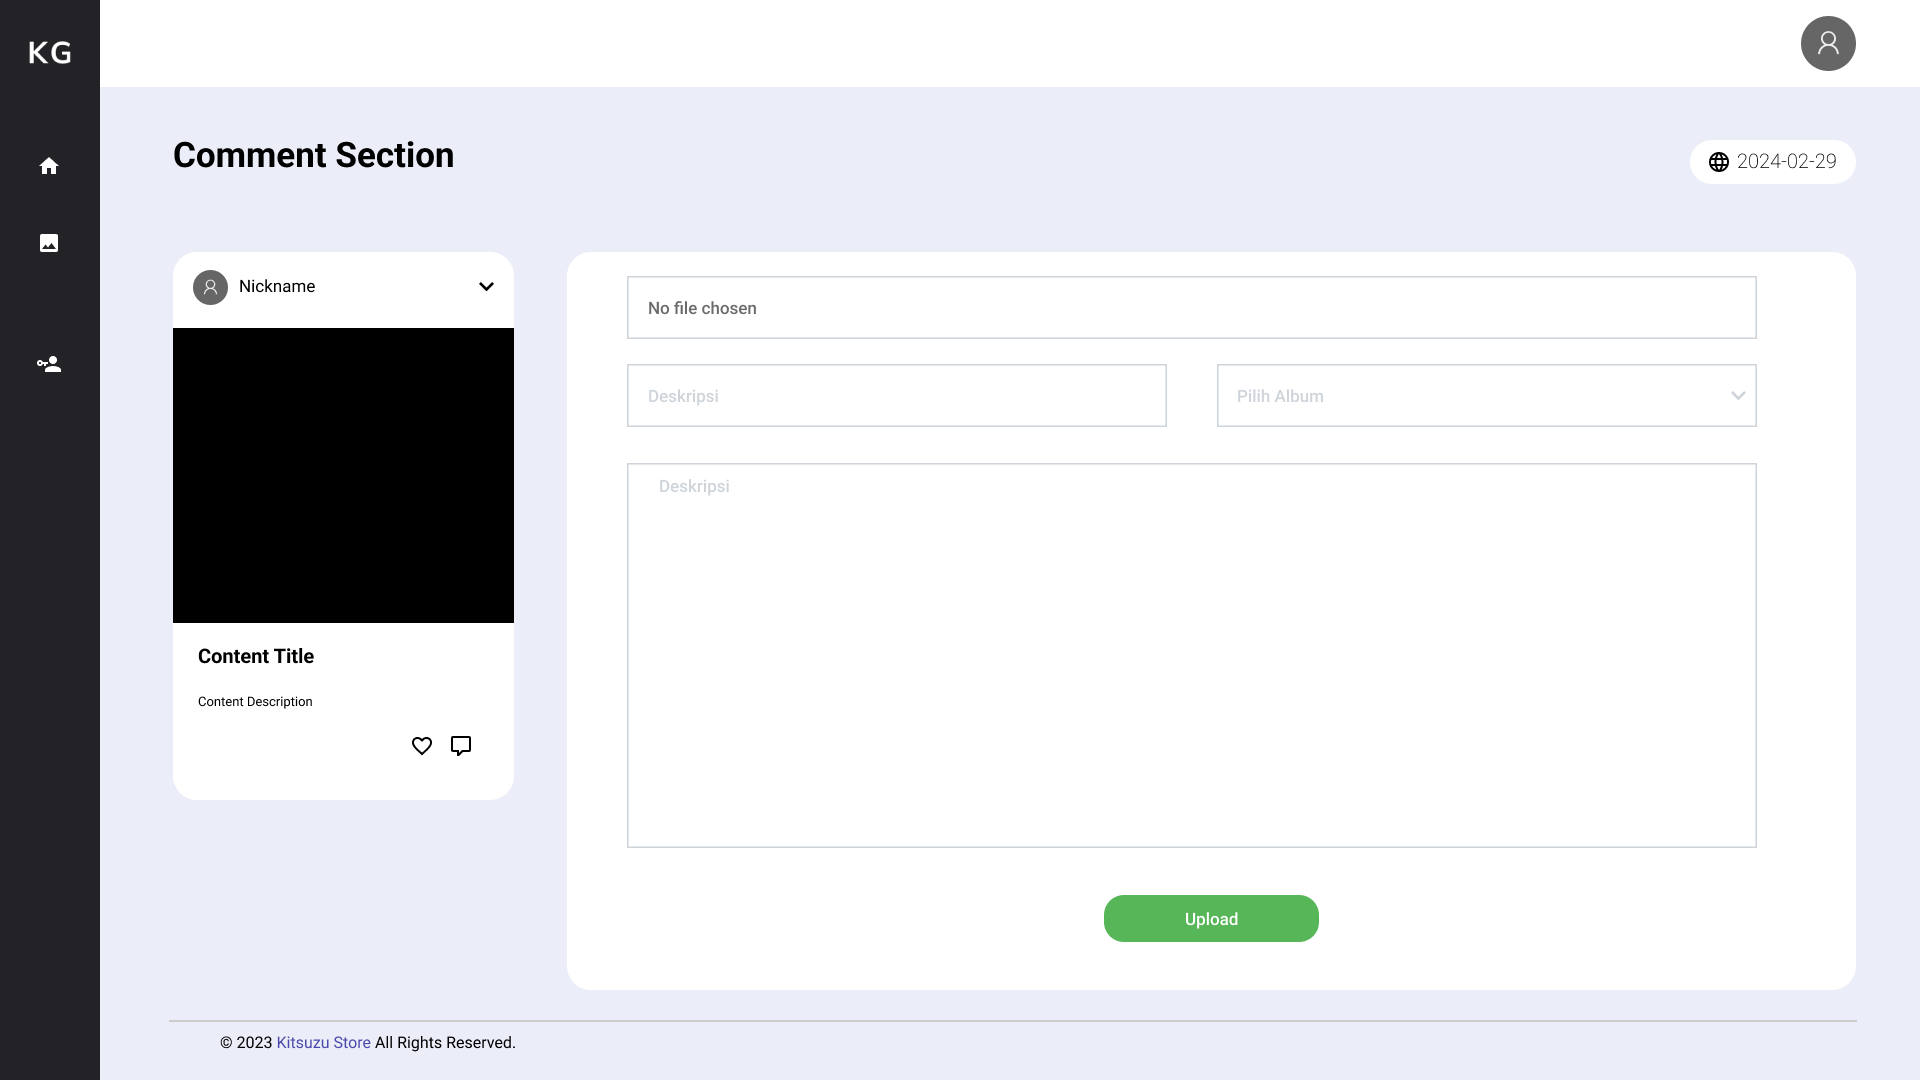 KG
Comment Section
2024-02-29
Nickname
Content Title
Content Description
No file chosen
Deskripsi
Pilih Album
Deskripsi
Upload
© 2023 Kitsuzu Store All Rights Reserved.